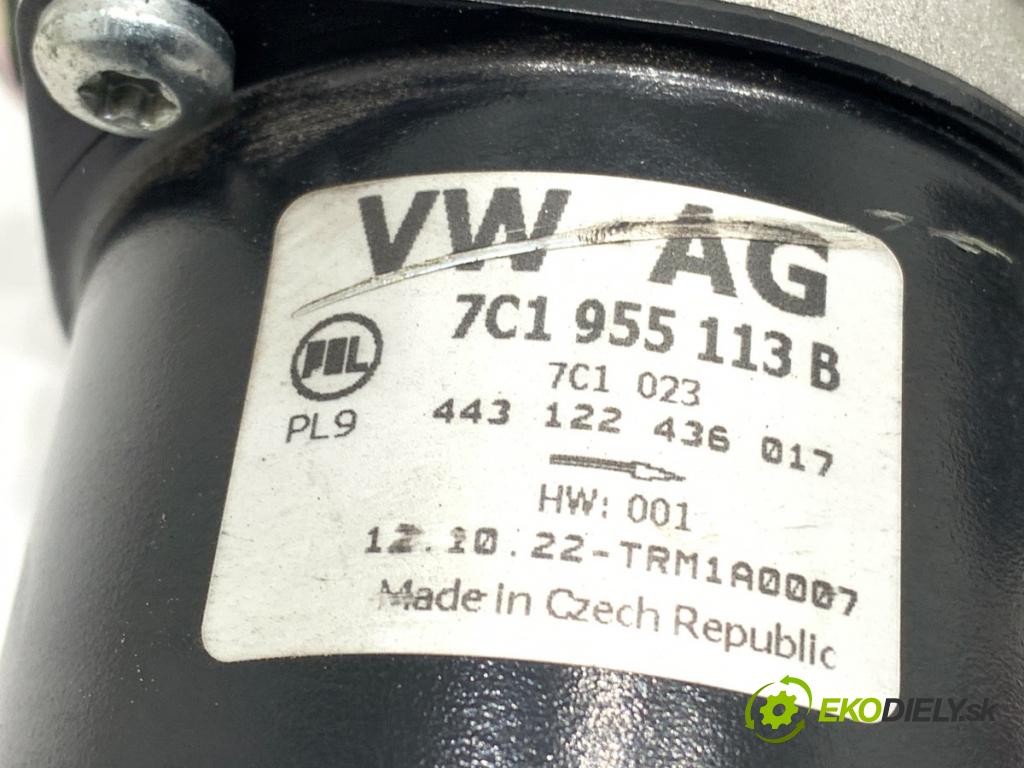 VW AG
7C1 955 113 B
7C1 023
PAL
PL9
443 122 436 017
HW: 001
12.10.22-TRM1A0007
Made in Czech Republic
EKODIELY.sk